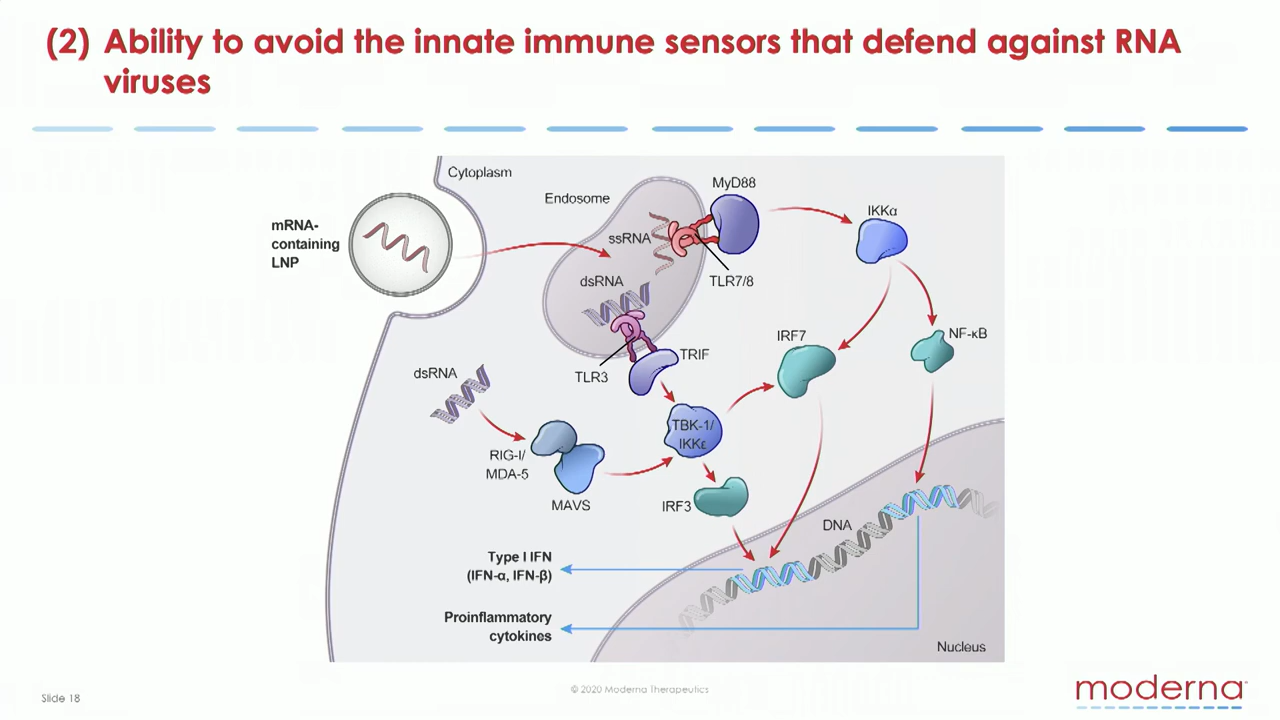 (2) Ability to avoid the innate immune sensors that defend against RNA
viruses
Cytoplasm
MyD88
Endosome
IKKα
mRNA-
containing
LNP
ssRNA
dsRNA
TLR7/8
IRF7
NF-κB
TRIF
dsRNA
TLR3
TBK-1/
IKKε
RIG-I/
MDA-5
MAVS
IRF3
DNA
Type I IFN
(IFN-α, IFN-β)
Proinflammatory
cytokines
Nucleus
Slide 18
© 2020 Moderna Therapeutics
moderna